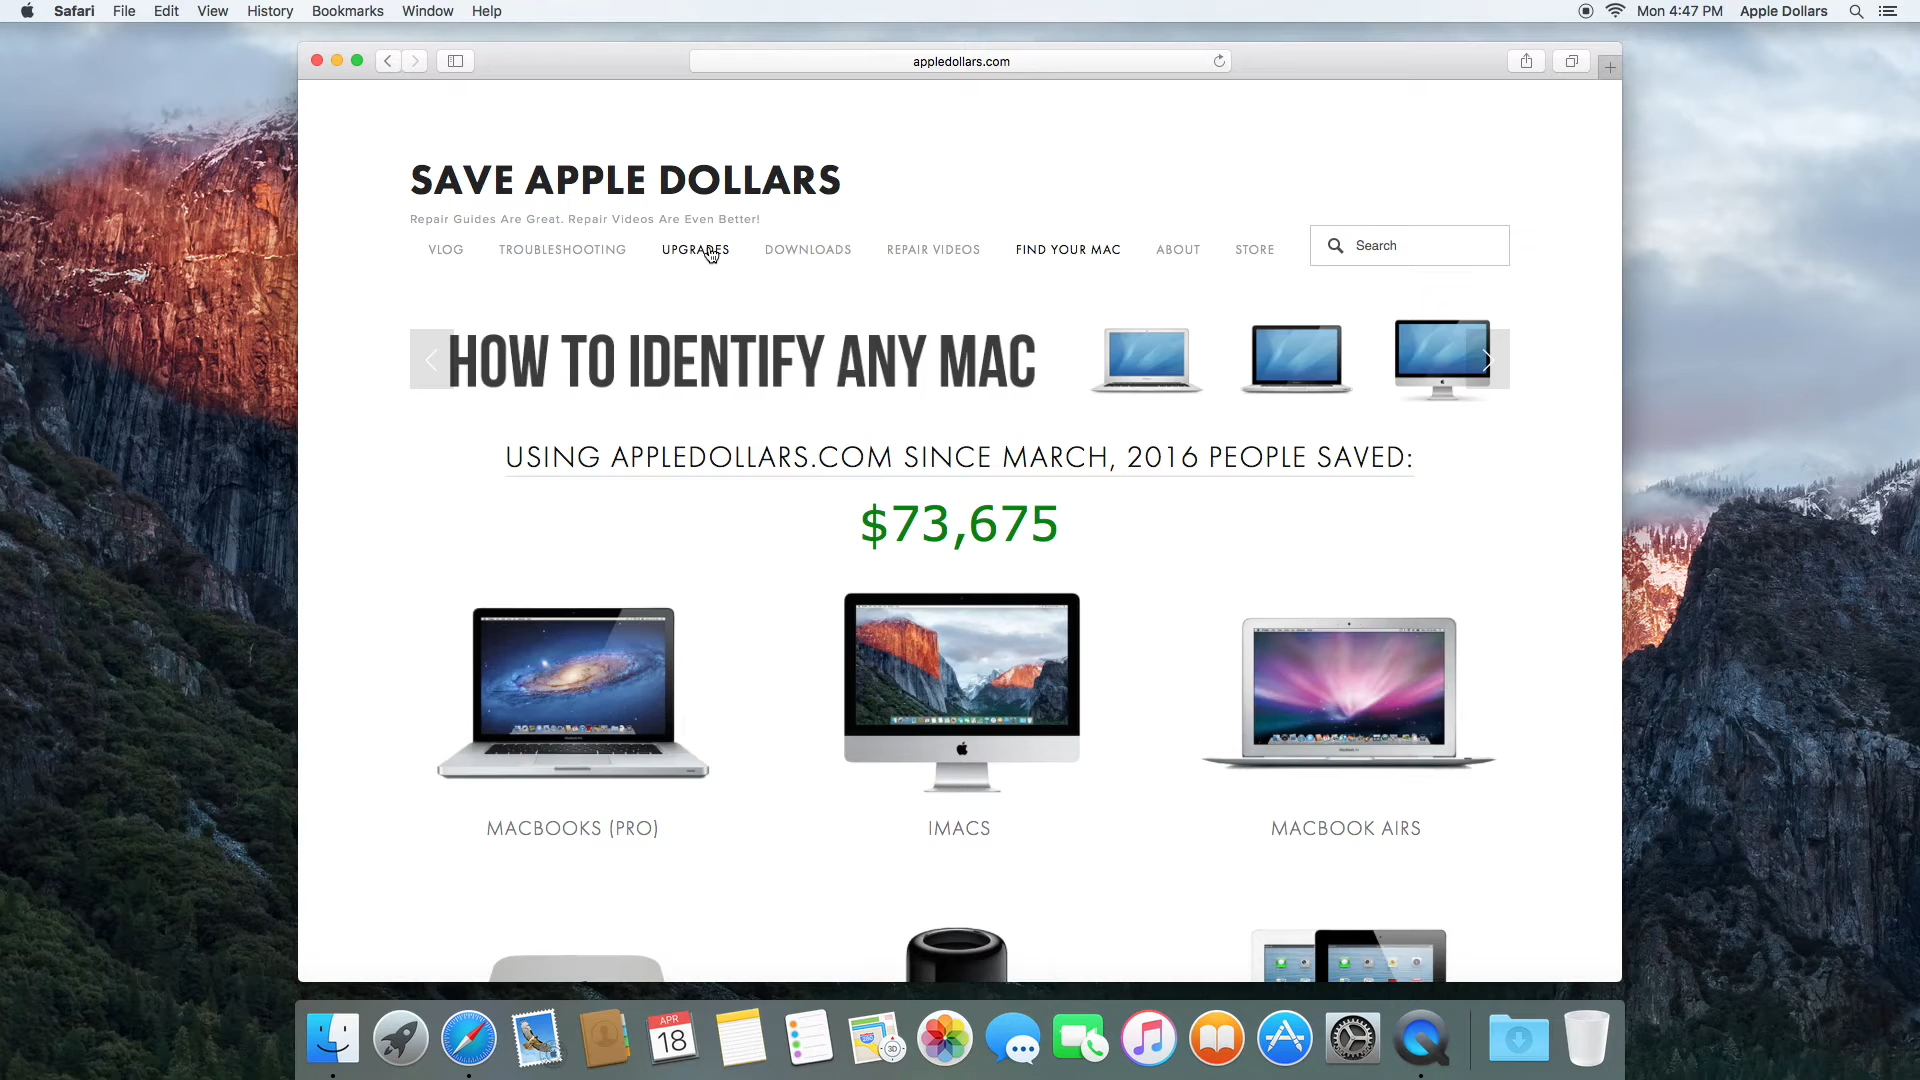 Safari File Edit View History Bookmarks Window Help
Mon 4:47 PM Apple Dollars
appledollars.com
SAVE APPLE DOLLARS
Repair Guides Are Great. Repair Videos Are Even Better!
VLOG TROUBLESHOOTING UPGRADES DOWNLOADS REPAIR VIDEOS FIND YOUR MAC ABOUT STORE Search
HOW TO IDENTIFY ANY MAC
USING APPLEDOLLARS.COM SINCE MARCH, 2016 PEOPLE SAVED:
$73,675
MACBOOKS (PRO) IMACS MACBOOK AIRS
APR
18
3D